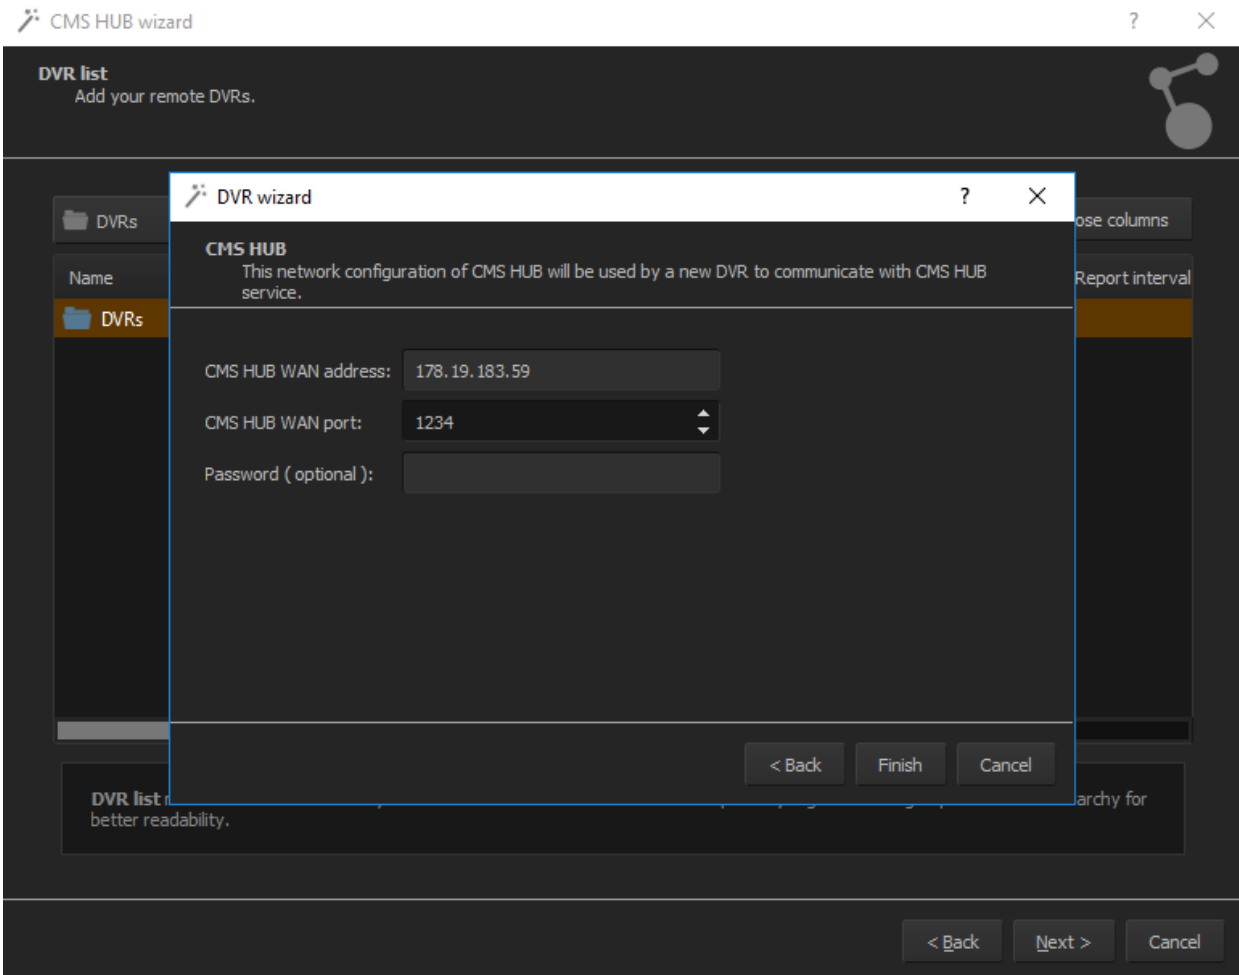 CMS HUB wizard
?
DVR list
Add your remote DVRs.
DVR wizard
?
DVRs
ose columns
CMS HUB
This network configuration of CMS HUB will be used by a new DVR to communicate with CMS HUB
service.
Name
Report interval
DVRs
CMS HUB WAN address: 178.19.183.59
CMS HUB WAN port: 1234
Password ( optional ):
< Back Finish Cancel
DVR list
archy for
better readability.
< Back Next > Cancel